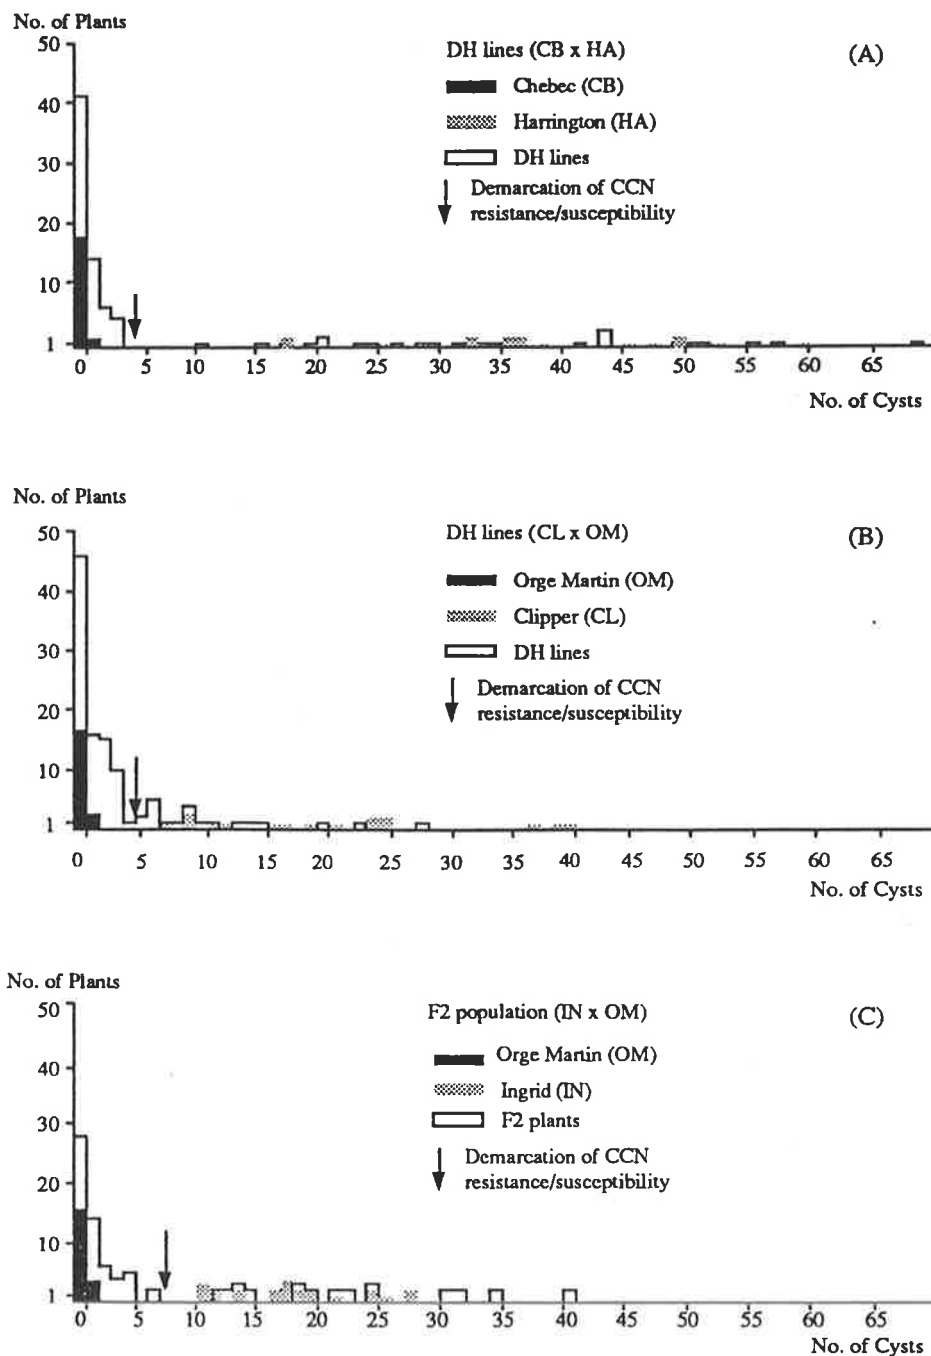 No. of Plants
DH lines (CB x HA)
(A)
Chebec (CB)
Harrington (HA)
DH lines
Demarcation of CCN
resistance/susceptibility
50
40
30
20
10
1
0 5 10 15 20 25 30 35 40 45 50 55 60 65
No. of Cysts
No. of Plants
DH lines (CL x OM)
(B)
Orge Martin (OM)
Clipper (CL)
DH lines
Demarcation of CCN
resistance/susceptibility
50
40
30
20
10
1
0 5 10 15 20 25 30 35 40 45 50 55 60 65
No. of Cysts
No. of Plants
F2 population (IN x OM)
(C)
Orge Martin (OM)
Ingrid (IN)
F2 plants
Demarcation of CCN
resistance/susceptibility
50
40
30
20
10
1
0 5 10 15 20 25 30 35 40 45 50 55 60 65
No. of Cysts